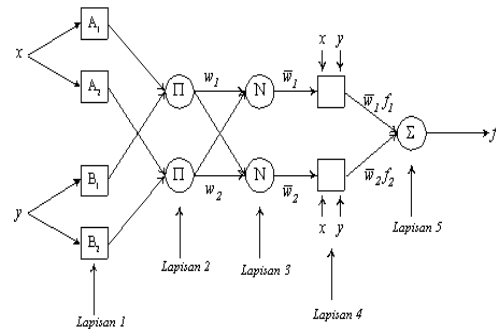 x
y
A₁
A₂
B₁
B₂
Π
Π
w₁
w₂
N
N
w̅₁
w̅₂
x y
x y
w̅₁f₁
w̅₂f₂
Σ
f
Lapisan 1
Lapisan 2
Lapisan 3
Lapisan 4
Lapisan 5